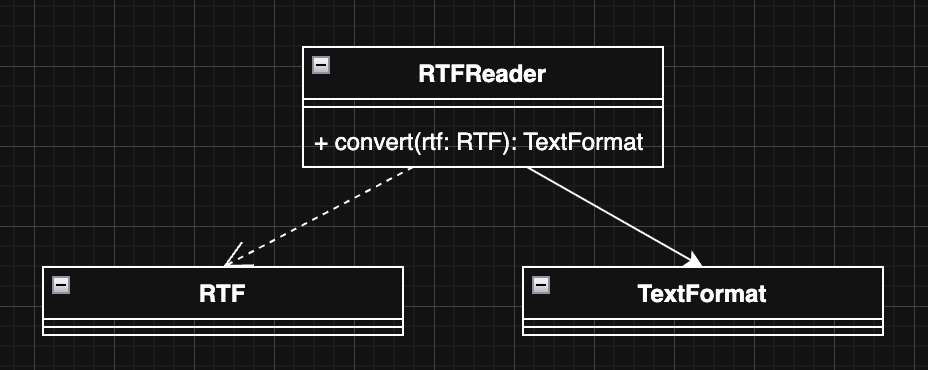 RTFReader
+ convert(rtf: RTF): TextFormat
RTF
TextFormat